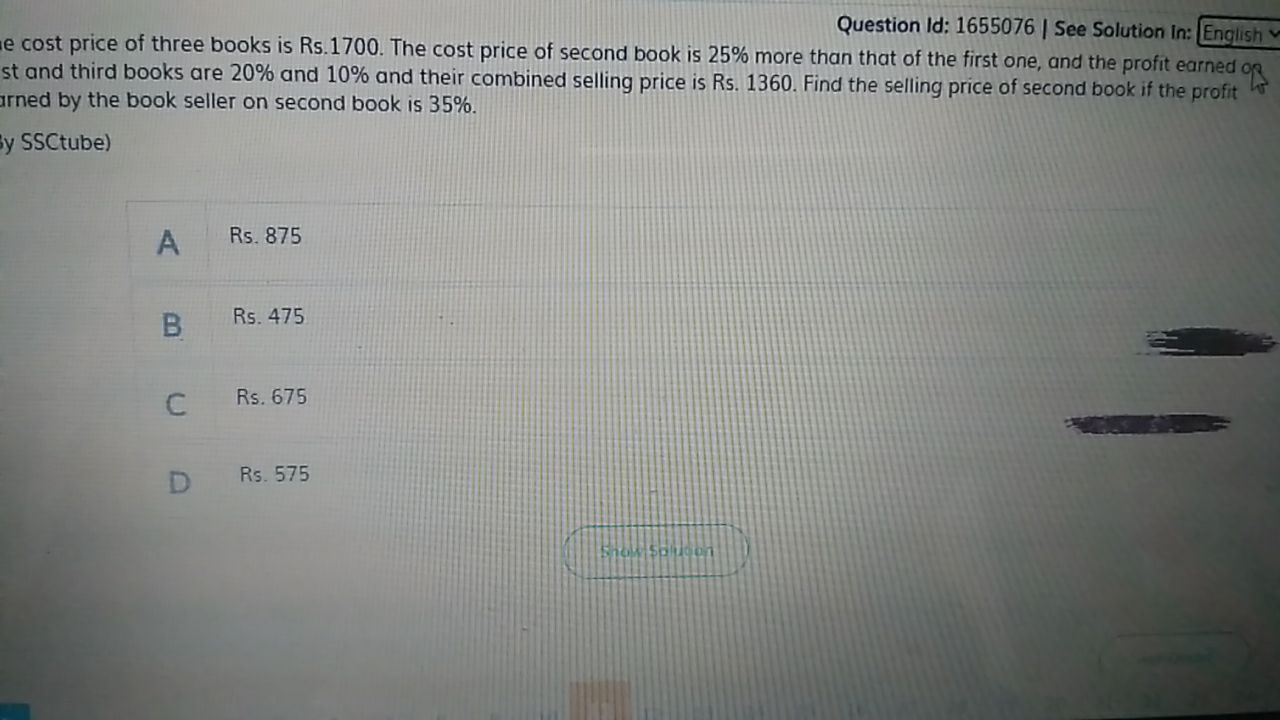 Question Id: 1655076 | See Solution In: English
e cost price of three books is Rs.1700. The cost price of second book is 25% more than that of the first one, and the profit earned on
st and third books are 20% and 10% and their combined selling price is Rs. 1360. Find the selling price of second book if the profit
arned by the book seller on second book is 35%.
By SSCtube)
A Rs. 875
B Rs. 475
C Rs. 675
D Rs. 575
Show Solution